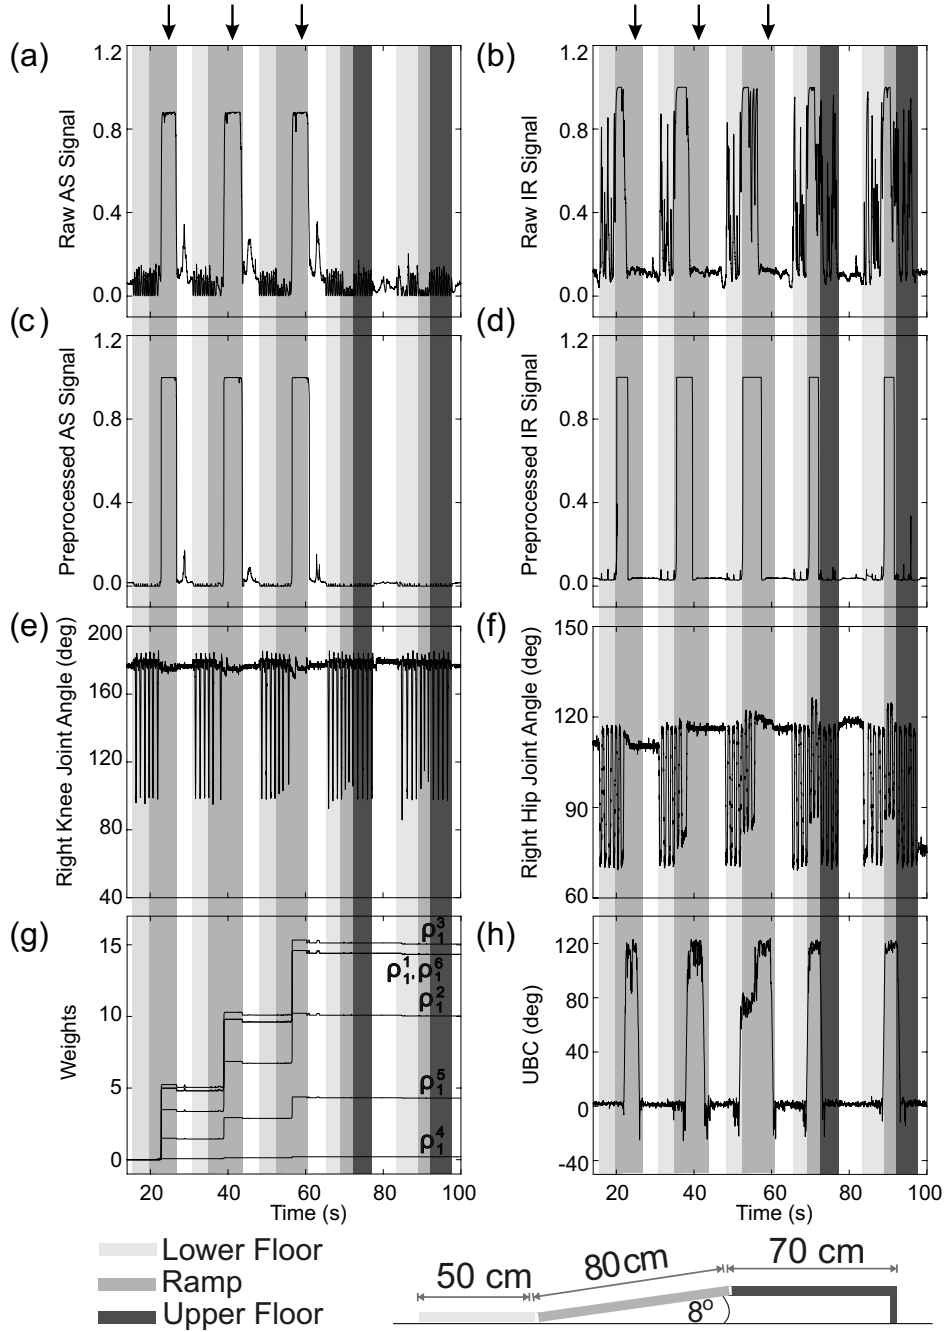 (a)
Raw AS Signal
1.2
0.8
0.4
0.0
(b)
Raw IR Signal
1.2
0.8
0.4
0.0
(c)
Preprocessed AS Signal
1.2
0.8
0.4
0.0
(d)
Preprocessed IR Signal
1.2
0.8
0.4
0.0
(e)
Right Knee Joint Angle (deg)
200
160
120
80
40
(f)
Right Hip Joint Angle (deg)
150
120
90
60
(g)
Weights
15
10
5
0
ρ₁³
ρ₁¹,ρ₁⁶
ρ₁²
ρ₁⁵
ρ₁⁴
20 40 60 80 100
Time (s)
(h)
UBC (deg)
120
80
40
0
-40
20 40 60 80 100
Time (s)
Lower Floor
Ramp
Upper Floor
50 cm
80 cm
70 cm
8º